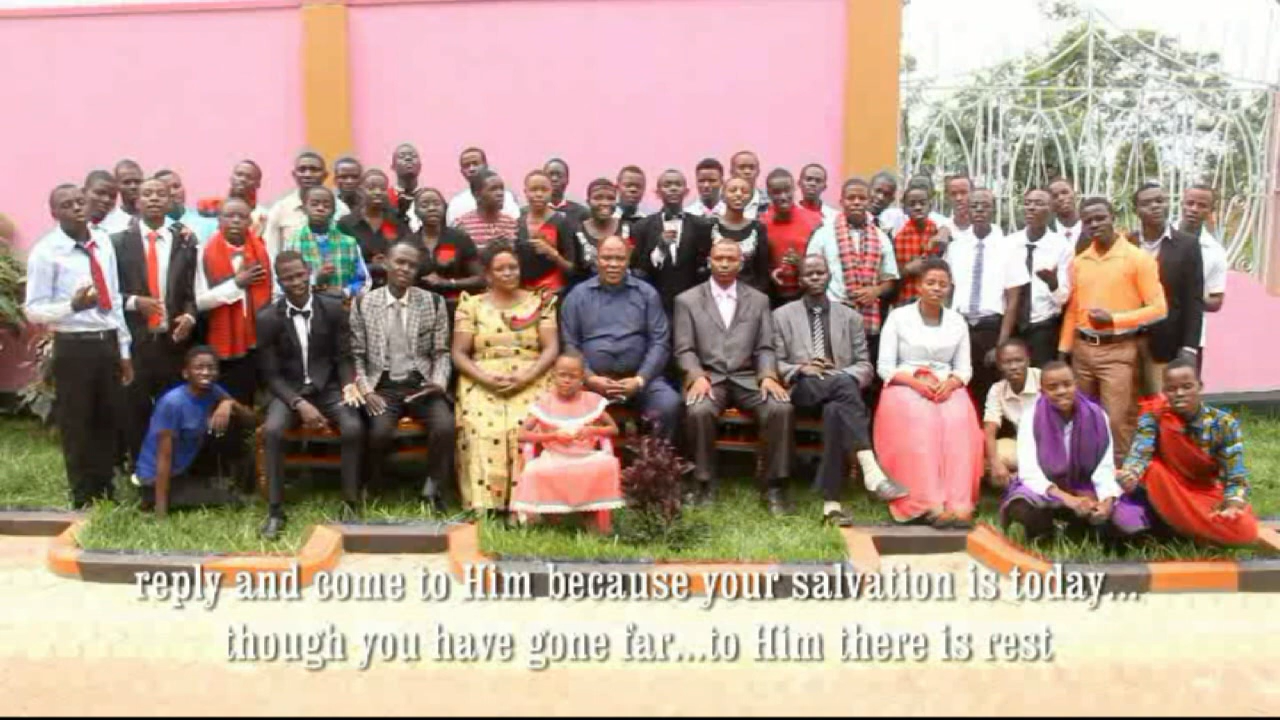 reply and come to Him because your salvation is today...
though you have gone far...to Him there is rest